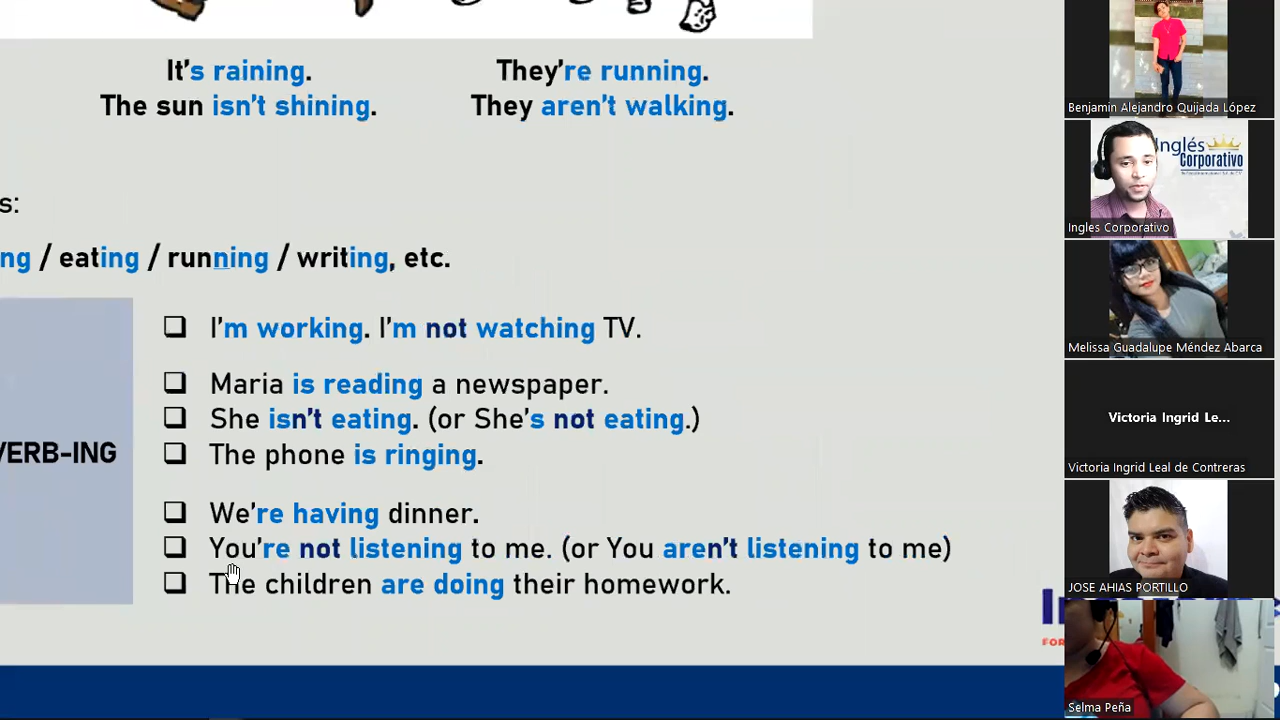 It's raining.
They're running.
The sun isn't shining.
They aren't walking.
s:
ng / eating / running / writing, etc.
VERB-ING
❑ I'm working. I'm not watching TV.
❑ Maria is reading a newspaper.
❑ She isn't eating. (or She's not eating.)
❑ The phone is ringing.
❑ We're having dinner.
❑ You're not listening to me. (or You aren't listening to me)
❑ The children are doing their homework.
Benjamin Alejandro Quijada López
Inglés
Corporativo
Ingles Corporativo
Melissa Guadalupe Méndez Abarca
Victoria Ingrid Le...
Victoria Ingrid Leal de Contreras
JOSE AHIAS PORTILLO
FOR
Selma Peña